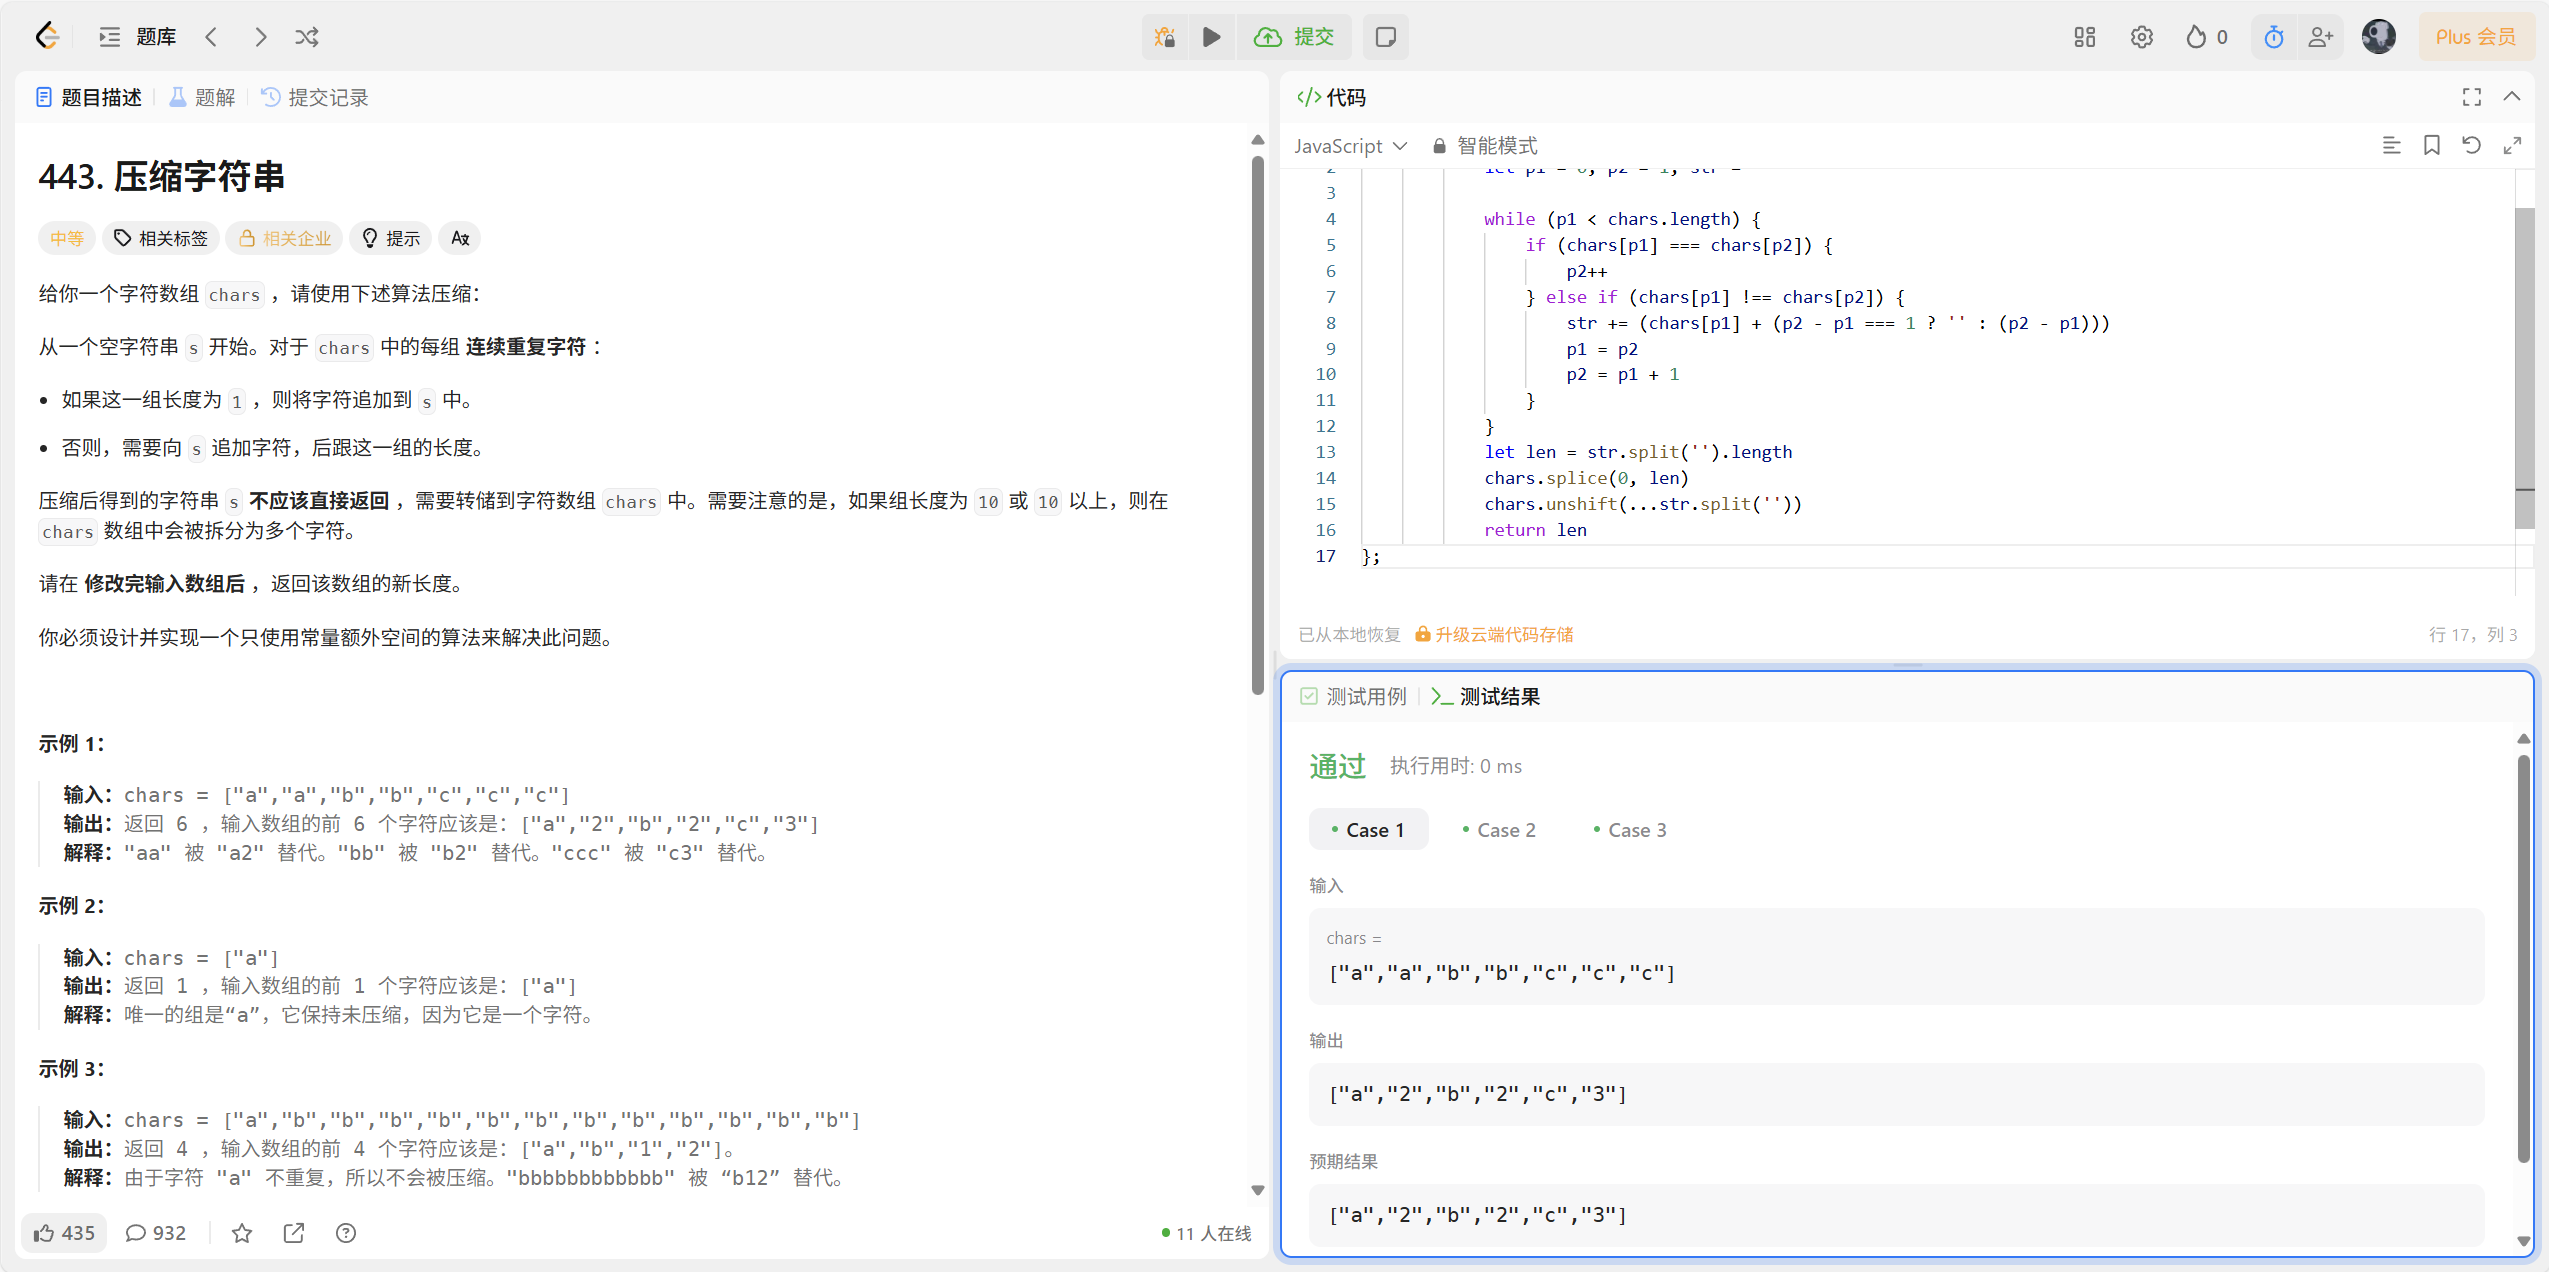 题库
提交
0
Plus 会员
题目描述
题解
提交记录
443. 压缩字符串
中等
相关标签
相关企业
提示
给你一个字符数组 chars ，请使用下述算法压缩：
从一个空字符串 s 开始。对于 chars 中的每组 连续重复字符 ：
• 如果这一组长度为 1 ，则将字符追加到 s 中。
• 否则，需要向 s 追加字符，后跟这一组的长度。
压缩后得到的字符串 s 不应该直接返回 ，需要转储到字符数组 chars 中。需要注意的是，如果组长度为 10 或 10 以上，则在
chars 数组中会被拆分为多个字符。
请在 修改完输入数组后 ，返回该数组的新长度。
你必须设计并实现一个只使用常量额外空间的算法来解决此问题。
示例 1：
输入：chars = ["a","a","b","b","c","c","c"]
输出：返回 6 ，输入数组的前 6 个字符应该是：["a","2","b","2","c","3"]
解释："aa" 被 "a2" 替代。"bb" 被 "b2" 替代。"ccc" 被 "c3" 替代。
示例 2：
输入：chars = ["a"]
输出：返回 1 ，输入数组的前 1 个字符应该是：["a"]
解释：唯一的组是“a”，它保持未压缩，因为它是一个字符。
示例 3：
输入：chars = ["a","b","b","b","b","b","b","b","b","b","b","b","b"]
输出：返回 4 ，输入数组的前 4 个字符应该是：["a","b","1","2"]。
解释：由于字符 "a" 不重复，所以不会被压缩。"bbbbbbbbbbbb" 被 “b12” 替代。
435
932
11 人在线
</>代码
JavaScript
智能模式
3
4 while (p1 < chars.length) {
5 if (chars[p1] === chars[p2]) {
6 p2++
7 } else if (chars[p1] !== chars[p2]) {
8 str += (chars[p1] + (p2 - p1 === 1 ? '' : (p2 - p1)))
9 p1 = p2
10 p2 = p1 + 1
11 }
12 }
13 let len = str.split('').length
14 chars.splice(0, len)
15 chars.unshift(...str.split(''))
16 return len
17 };
已从本地恢复
升级云端代码存储
行 17，列 3
测试用例
测试结果
通过
执行用时: 0 ms
Case 1
Case 2
Case 3
输入
chars =
["a","a","b","b","c","c","c"]
输出
["a","2","b","2","c","3"]
预期结果
["a","2","b","2","c","3"]